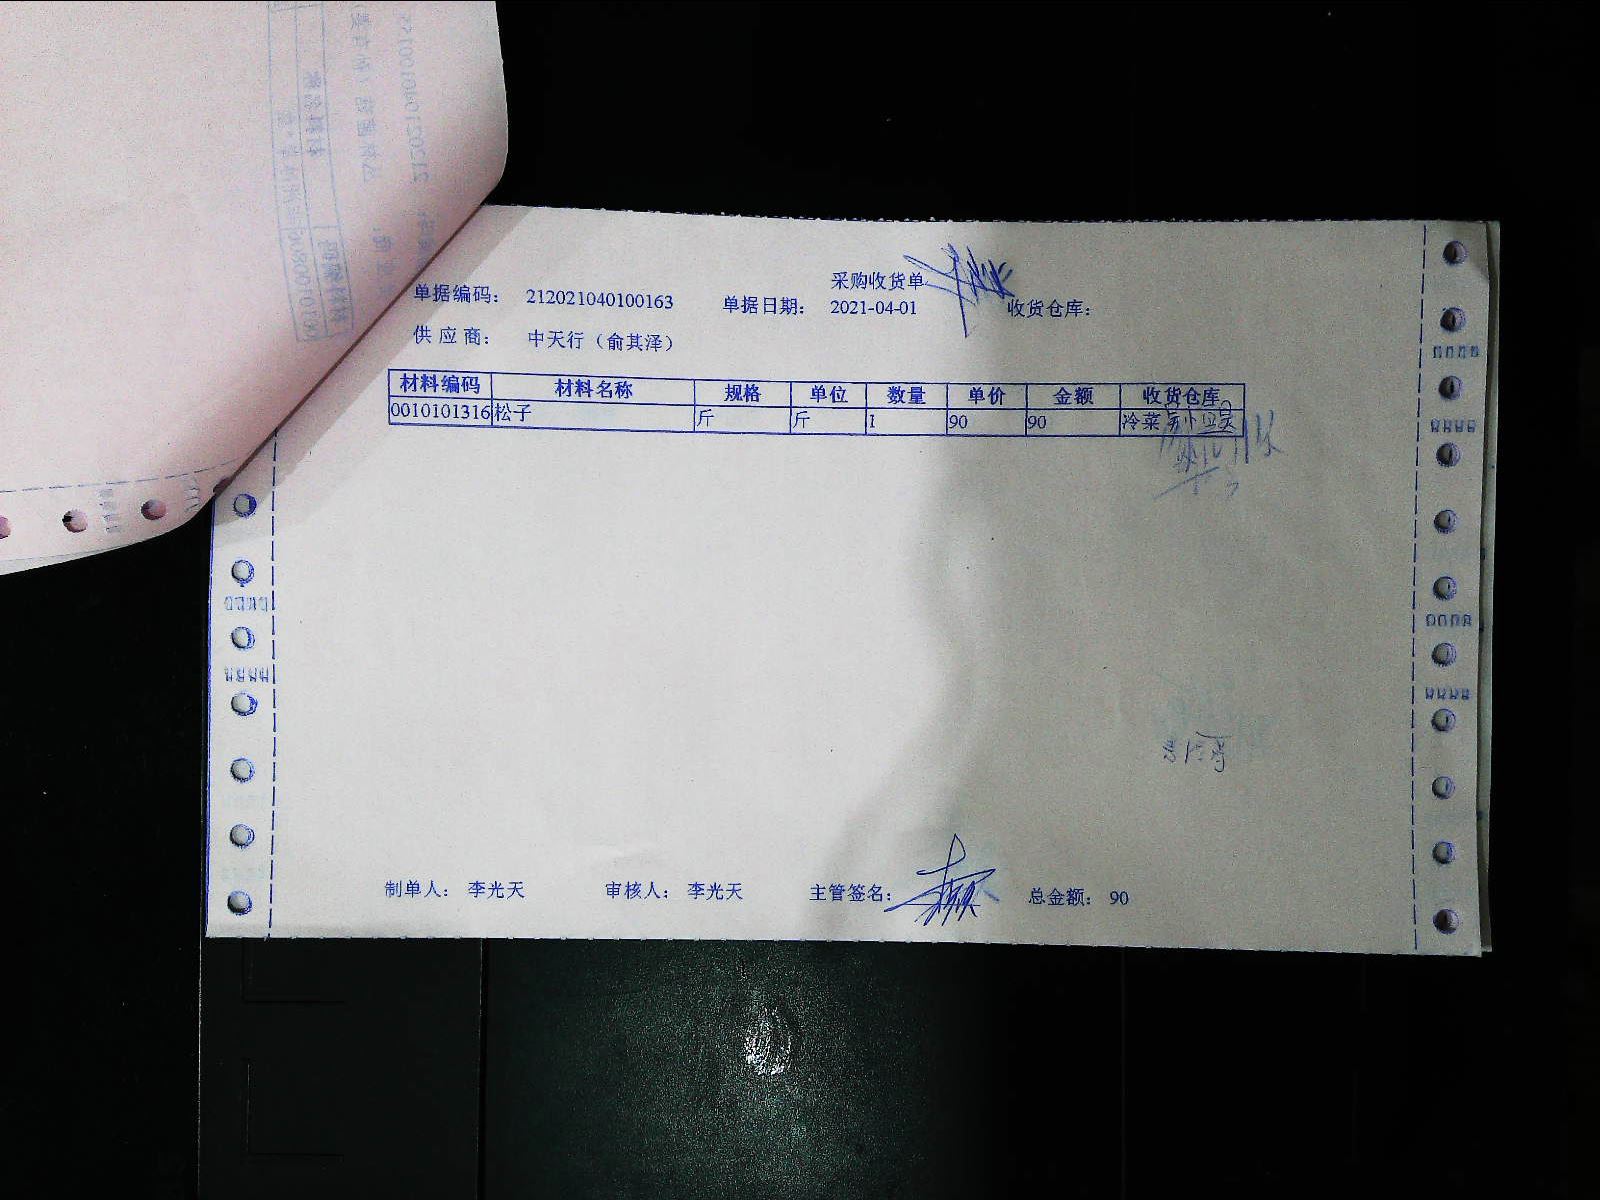 采购收货单
单据编码： 212021040100163 单据日期： 2021-04-01 收货仓库：
供 应 商： 中天行（俞其泽）
材料编码 材料名称 规格 单位 数量 单价 金额 收货仓库
0010101316 松子 斤 斤 1 90 90 冷菜
制单人： 李光天 审核人： 李光天 主管签名： 总金额： 90